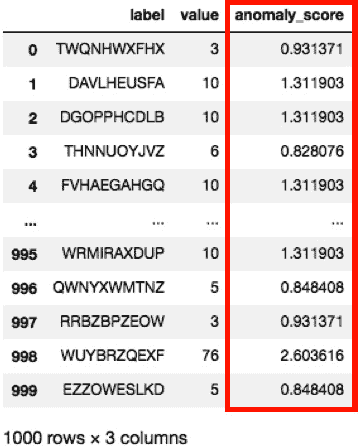 label value anomaly_score
0 TWQNHWXFHX 3 0.931371
1 DAVLHEUSFA 10 1.311903
2 DGOPPHCDLB 10 1.311903
3 THNNUOYJVZ 6 0.828076
4 FVHAEGAHGQ 10 1.311903
... ... ... ...
995 WRMIRAXDUP 10 1.311903
996 QWNYXWMTNZ 5 0.848408
997 RRBZBPZEOW 3 0.931371
998 WUYBRZQEXF 76 2.603616
999 EZZOWESLKD 5 0.848408
1000 rows × 3 columns